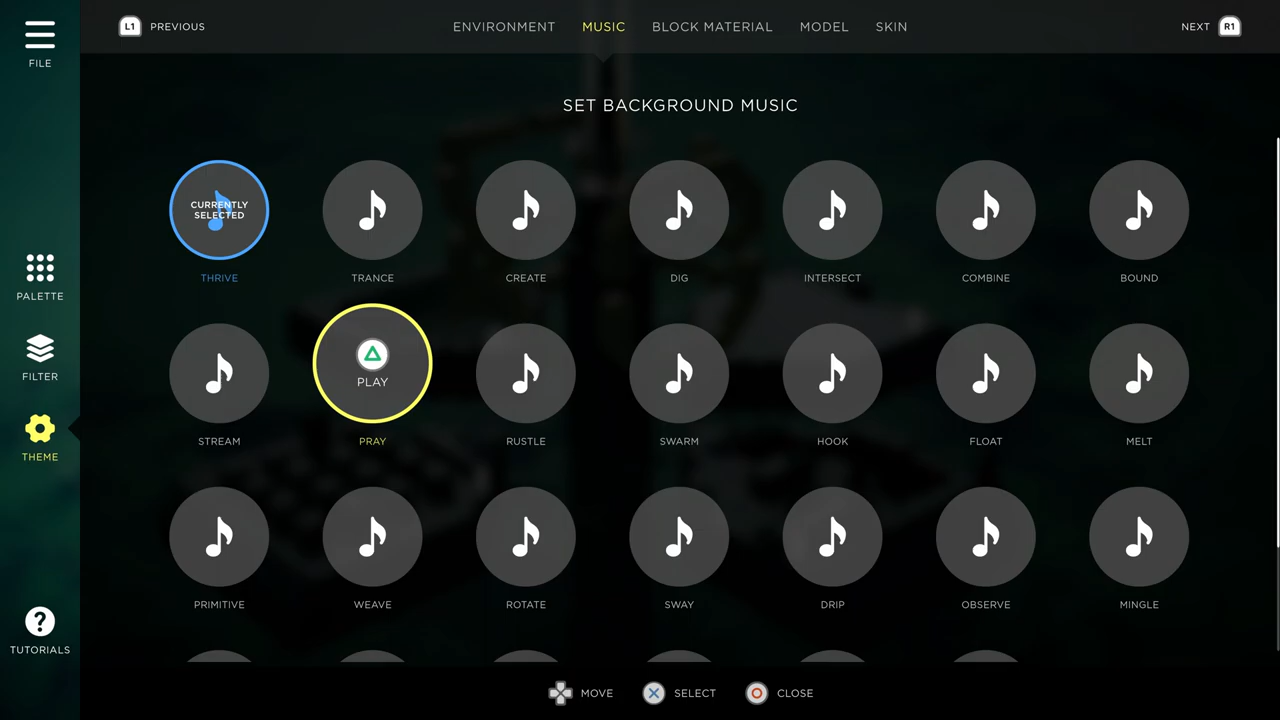 FILE
L1 PREVIOUS
ENVIRONMENT MUSIC BLOCK MATERIAL MODEL SKIN
NEXT R1
SET BACKGROUND MUSIC
CURRENTLY
SELECTED
THRIVE TRANCE CREATE DIG INTERSECT COMBINE BOUND
PALETTE
FILTER
THEME
PLAY
STREAM PRAY RUSTLE SWARM HOOK FLOAT MELT
PRIMITIVE WEAVE ROTATE SWAY DRIP OBSERVE MINGLE
? TUTORIALS
MOVE SELECT CLOSE